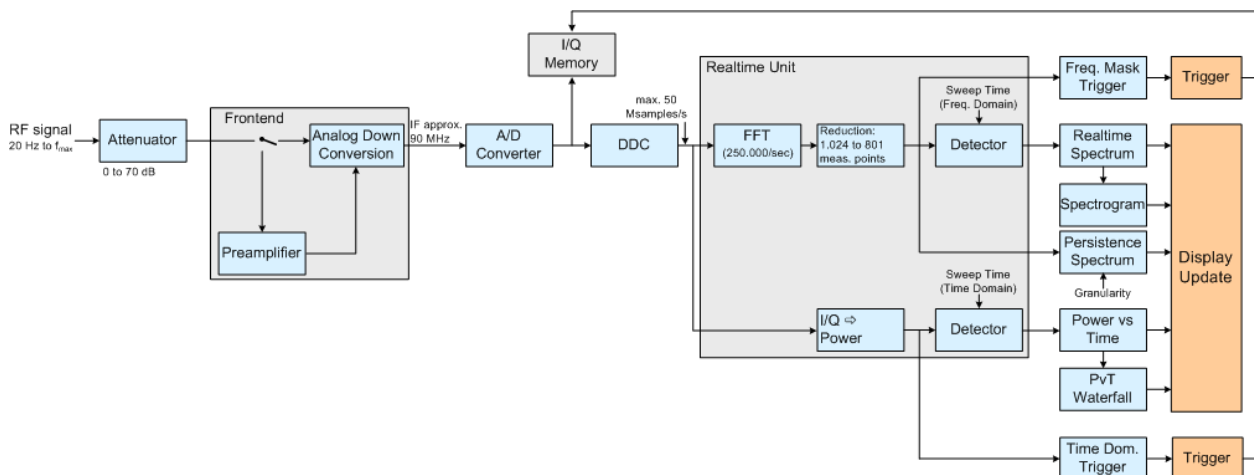 I/Q
Memory
Realtime Unit
Freq. Mask
Trigger
Trigger
RF signal
20 Hz to fmax
Attenuator
0 to 70 dB
Frontend
Analog Down
Conversion
IF approx.
90 MHz
A/D
Converter
max. 50
Msamples/s
DDC
FFT
(250.000/sec)
Reduction:
1.024 to 801
meas. points
Sweep Time
(Freq. Domain)
Detector
Realtime
Spectrum
Spectrogram
Preamplifier
Persistence
Spectrum
Granularity
Display
Update
Sweep Time
(Time Domain)
I/Q ⇨
Power
Detector
Power vs
Time
PvT
Waterfall
Time Dom.
Trigger
Trigger